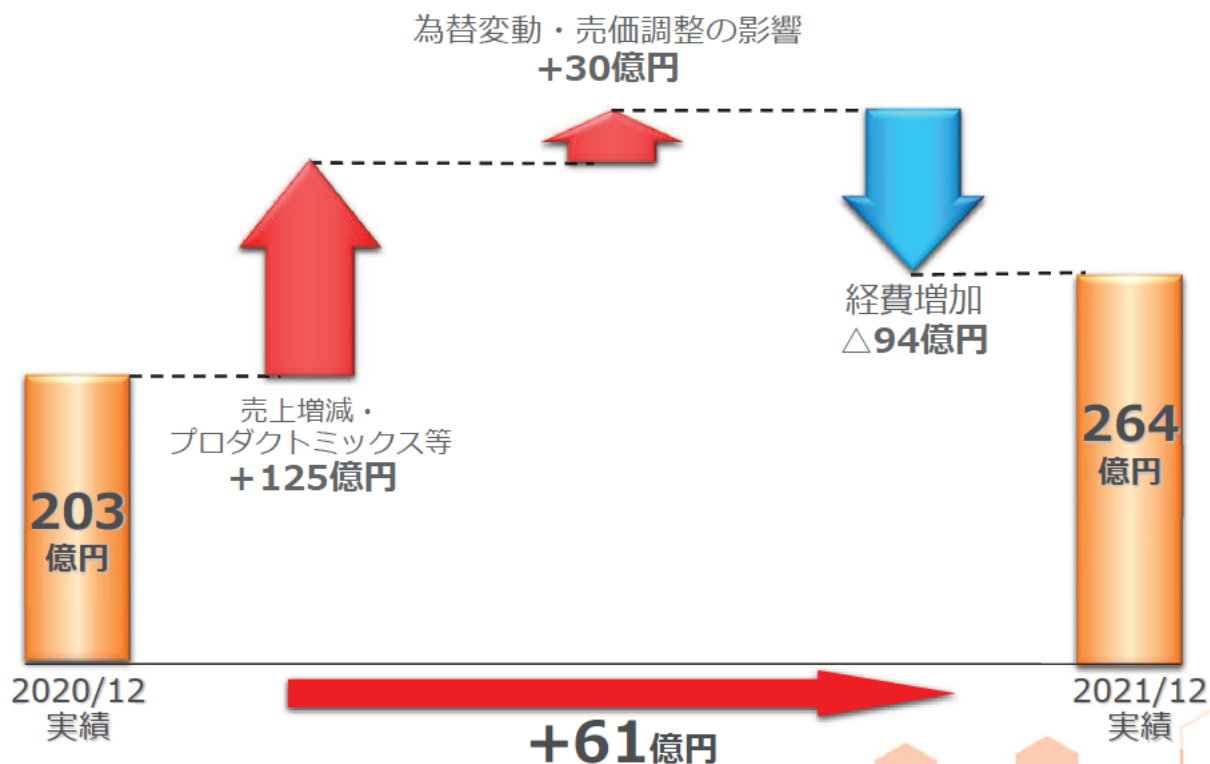 為替変動・売価調整の影響
+30億円
経費増加
△94億円
売上増減・
プロダクトミックス等
+125億円
203
億円
264
億円
2020/12
実績
2021/12
実績
+61億円